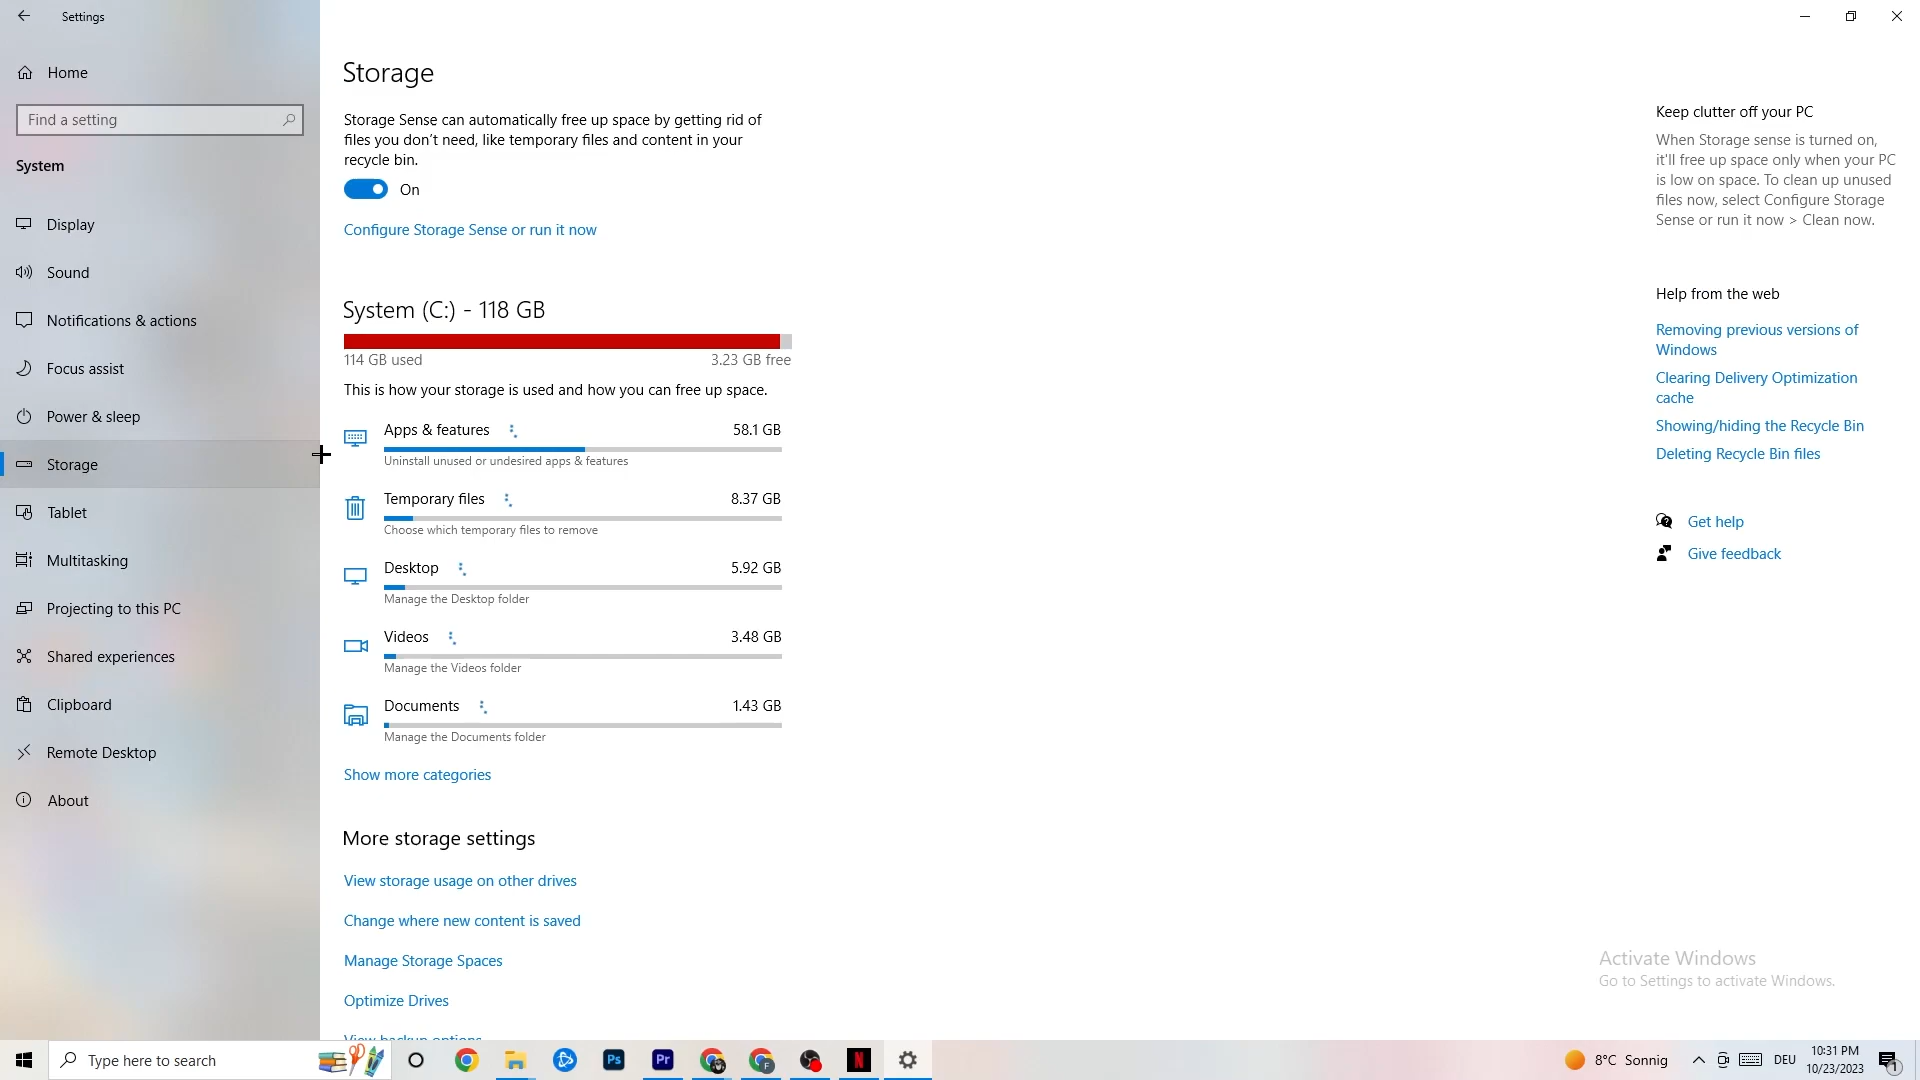 Settings
Home
Find a setting
System
Display
Sound
Notifications & actions
Focus assist
Power & sleep
Storage
Tablet
Multitasking
Projecting to this PC
Shared experiences
Clipboard
Remote Desktop
About
Storage
Storage Sense can automatically free up space by getting rid of
files you don’t need, like temporary files and content in your
recycle bin.
On
Configure Storage Sense or run it now
System (C:) - 118 GB
114 GB used 3.23 GB free
This is how your storage is used and how you can free up space.
Apps & features 58.1 GB
Uninstall unused or undesired apps & features
Temporary files 8.37 GB
Choose which temporary files to remove
Desktop 5.92 GB
Manage the Desktop folder
Videos 3.48 GB
Manage the Videos folder
Documents 1.43 GB
Manage the Documents folder
Show more categories
More storage settings
View storage usage on other drives
Change where new content is saved
Manage Storage Spaces
Optimize Drives
View backup options
Keep clutter off your PC
When Storage sense is turned on,
it'll free up space only when your PC
is low on space. To clean up unused
files now, select Configure Storage
Sense or run it now > Clean now.
Help from the web
Removing previous versions of
Windows
Clearing Delivery Optimization
cache
Showing/hiding the Recycle Bin
Deleting Recycle Bin files
Get help
Give feedback
Activate Windows
Go to Settings to activate Windows.
Type here to search
Ps
Pr
F
N
8°C Sonnig
DEU
10:31 PM
10/23/2023
1